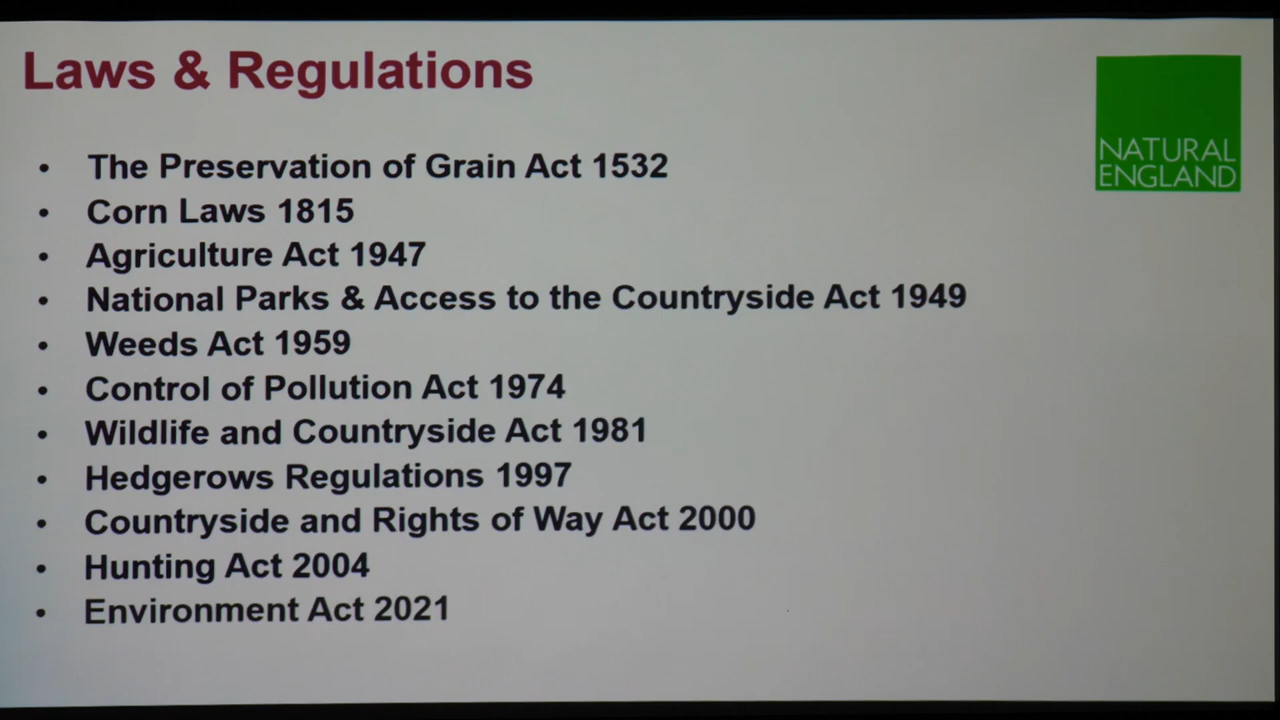 Laws & Regulations
NATURAL
ENGLAND
• The Preservation of Grain Act 1532
• Corn Laws 1815
• Agriculture Act 1947
• National Parks & Access to the Countryside Act 1949
• Weeds Act 1959
• Control of Pollution Act 1974
• Wildlife and Countryside Act 1981
• Hedgerows Regulations 1997
• Countryside and Rights of Way Act 2000
• Hunting Act 2004
• Environment Act 2021